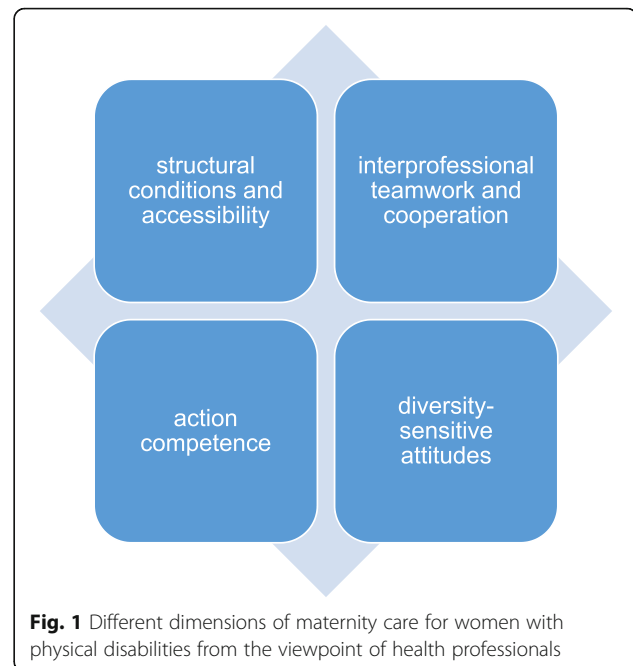 structural
conditions and
accessibility
interprofessional
teamwork and
cooperation
action
competence
diversity-
sensitive
attitudes
Fig. 1 Different dimensions of maternity care for women with
physical disabilities from the viewpoint of health professionals